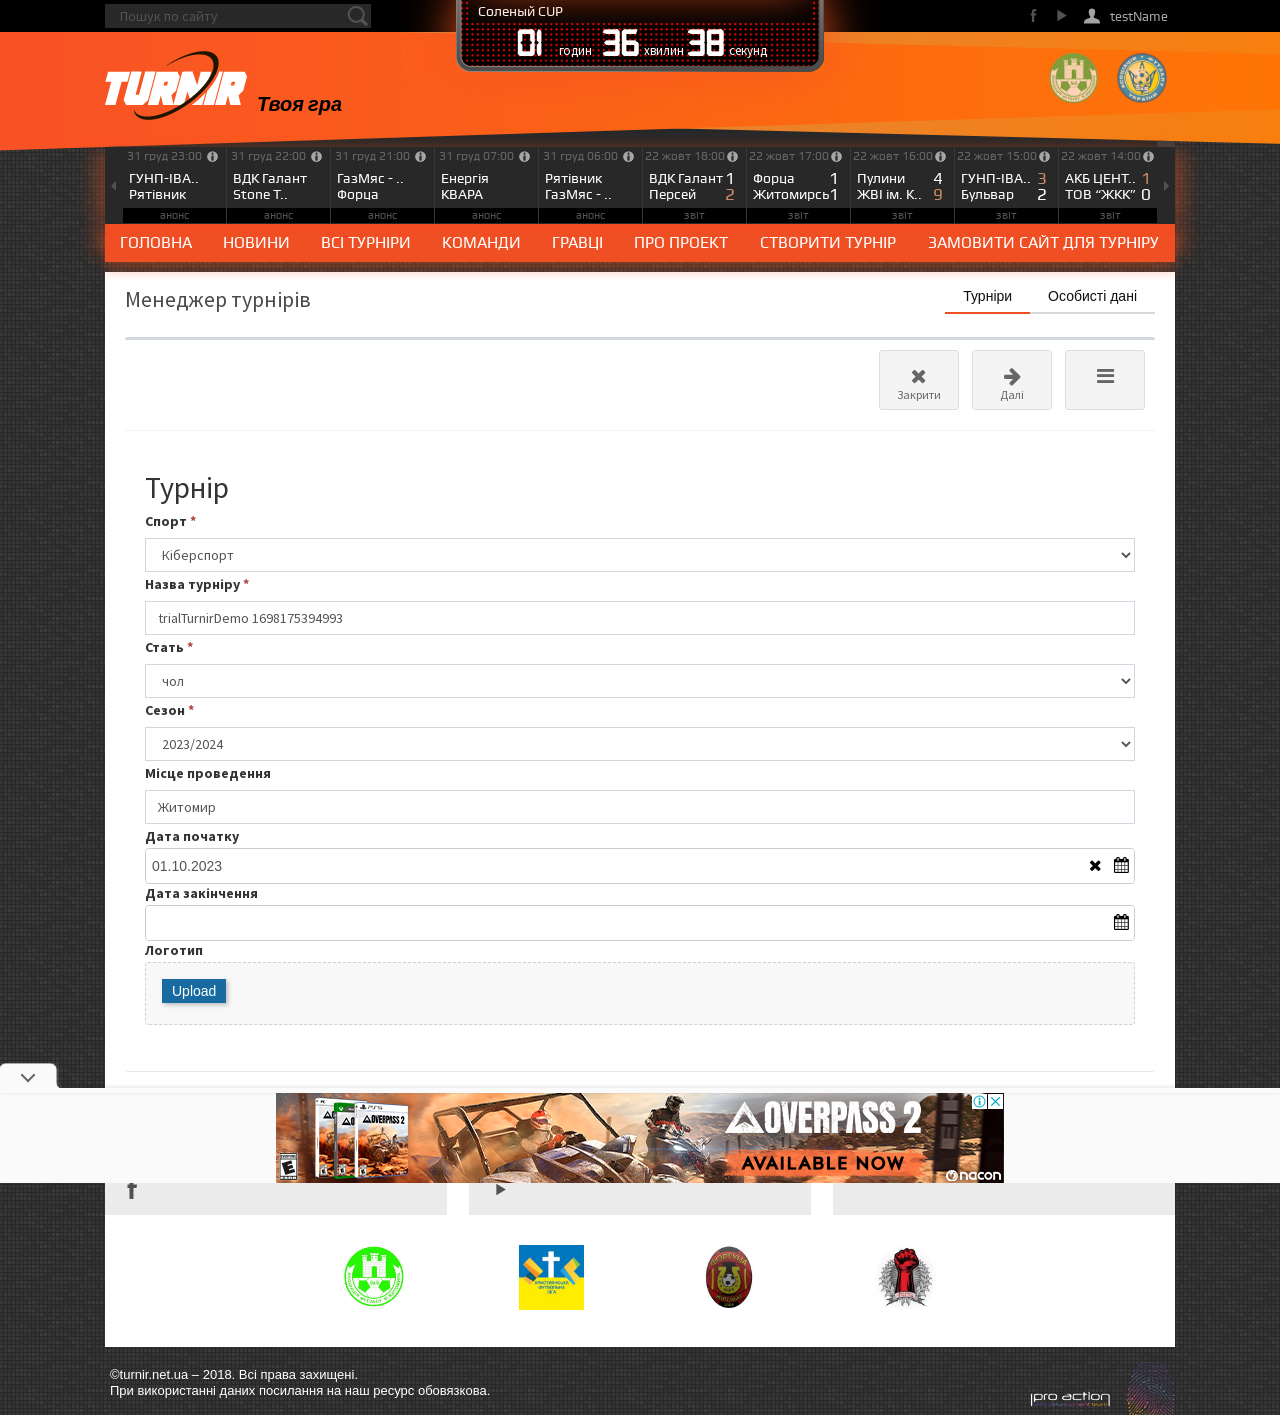 Пошук по сайту
Соленый CUP
01 годин 36 хвилин 38 секунд
testName
TURNIR
Твоя гра
31 груд 23:00
ГУНП-ІВА..
Рятівник
анонс
31 груд 22:00
ВДК Галант
Stone T..
анонс
31 груд 21:00
ГазМяс - ..
Форца
анонс
31 груд 07:00
Енергія
КВАРА
анонс
31 груд 06:00
Рятівник
ГазМяс - ..
анонс
22 жовт 18:00
ВДК Галант 1
Персей 2
звіт
22 жовт 17:00
Форца 1
Житомирсь 1
звіт
22 жовт 16:00
Пулини 4
ЖВІ ім. К.. 9
звіт
22 жовт 15:00
ГУНП-ІВА.. 3
Бульвар 2
звіт
22 жовт 14:00
АКБ ЦЕНТ.. 1
ТОВ “ЖКК” 0
звіт
ГОЛОВНА НОВИНИ ВСІ ТУРНІРИ КОМАНДИ ГРАВЦІ ПРО ПРОЕКТ СТВОРИТИ ТУРНІР ЗАМОВИТИ САЙТ ДЛЯ ТУРНІРУ
Менеджер турнірів
Турніри Особисті дані
Закрити Далі
Турнір
Спорт *
Кіберспорт
Назва турніру *
trialTurnirDemo 1698175394993
Стать *
чол
Сезон *
2023/2024
Місце проведення
Житомир
Дата початку
01.10.2023
Дата закінчення
Логотип
Upload
OVERPASS 2
OVERPASS 2
AVAILABLE NOW
nacon
©turnir.net.ua – 2018. Всі права захищені.
При використанні даних посилання на наш ресурс обовязкова.
pro action